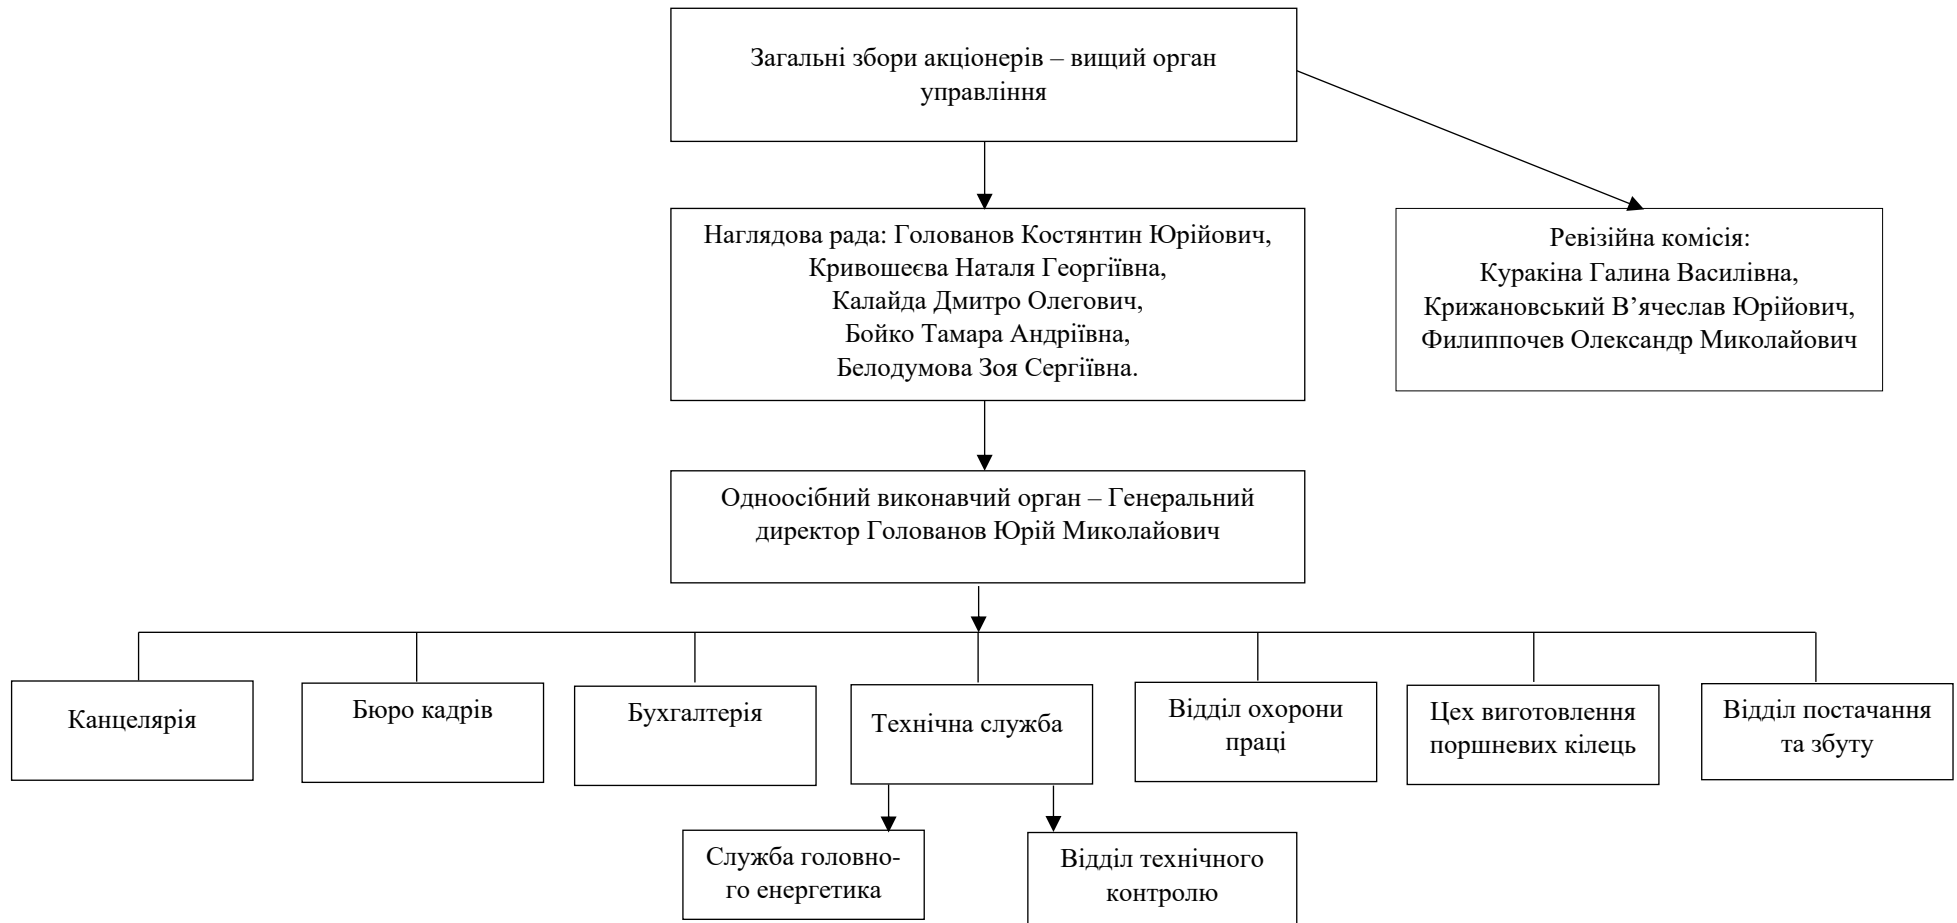 Загальні збори акціонерів – вищий орган
управління
Наглядова рада: Голованов Костянтин Юрійович,
Кривошеєва Наталя Георгіївна,
Калайда Дмитро Олегович,
Бойко Тамара Андріївна,
Белодумова Зоя Сергіївна.
Ревізійна комісія:
Куракіна Галина Василівна,
Крижановський В’ячеслав Юрійович,
Филиппочев Олександр Миколайович
Одноосібний виконавчий орган – Генеральний
директор Голованов Юрій Миколайович
Канцелярія
Бюро кадрів
Бухгалтерія
Технічна служба
Відділ охорони
праці
Цех виготовлення
поршневих кілець
Відділ постачання
та збуту
Служба головно-
го енергетика
Відділ технічного
контролю